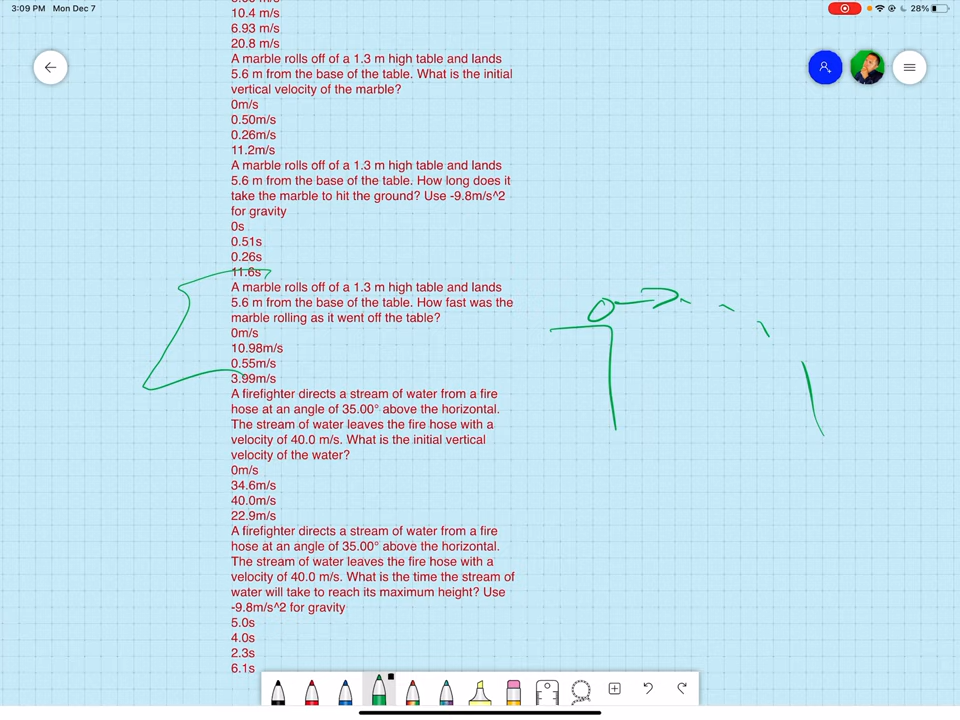 3:09 PM Mon Dec 7
28%
10.4 m/s
6.93 m/s
20.8 m/s
A marble rolls off of a 1.3 m high table and lands
5.6 m from the base of the table. What is the initial
vertical velocity of the marble?
0m/s
0.50m/s
0.26m/s
11.2m/s
A marble rolls off of a 1.3 m high table and lands
5.6 m from the base of the table. How long does it
take the marble to hit the ground? Use -9.8m/s^2
for gravity
0s
0.51s
0.26s
11.6s
A marble rolls off of a 1.3 m high table and lands
5.6 m from the base of the table. How fast was the
marble rolling as it went off the table?
0m/s
10.98m/s
0.55m/s
3.99m/s
A firefighter directs a stream of water from a fire
hose at an angle of 35.00° above the horizontal.
The stream of water leaves the fire hose with a
velocity of 40.0 m/s. What is the initial vertical
velocity of the water?
0m/s
34.6m/s
40.0m/s
22.9m/s
A firefighter directs a stream of water from a fire
hose at an angle of 35.00° above the horizontal.
The stream of water leaves the fire hose with a
velocity of 40.0 m/s. What is the time the stream of
water will take to reach its maximum height? Use
-9.8m/s^2 for gravity
5.0s
4.0s
2.3s
6.1s